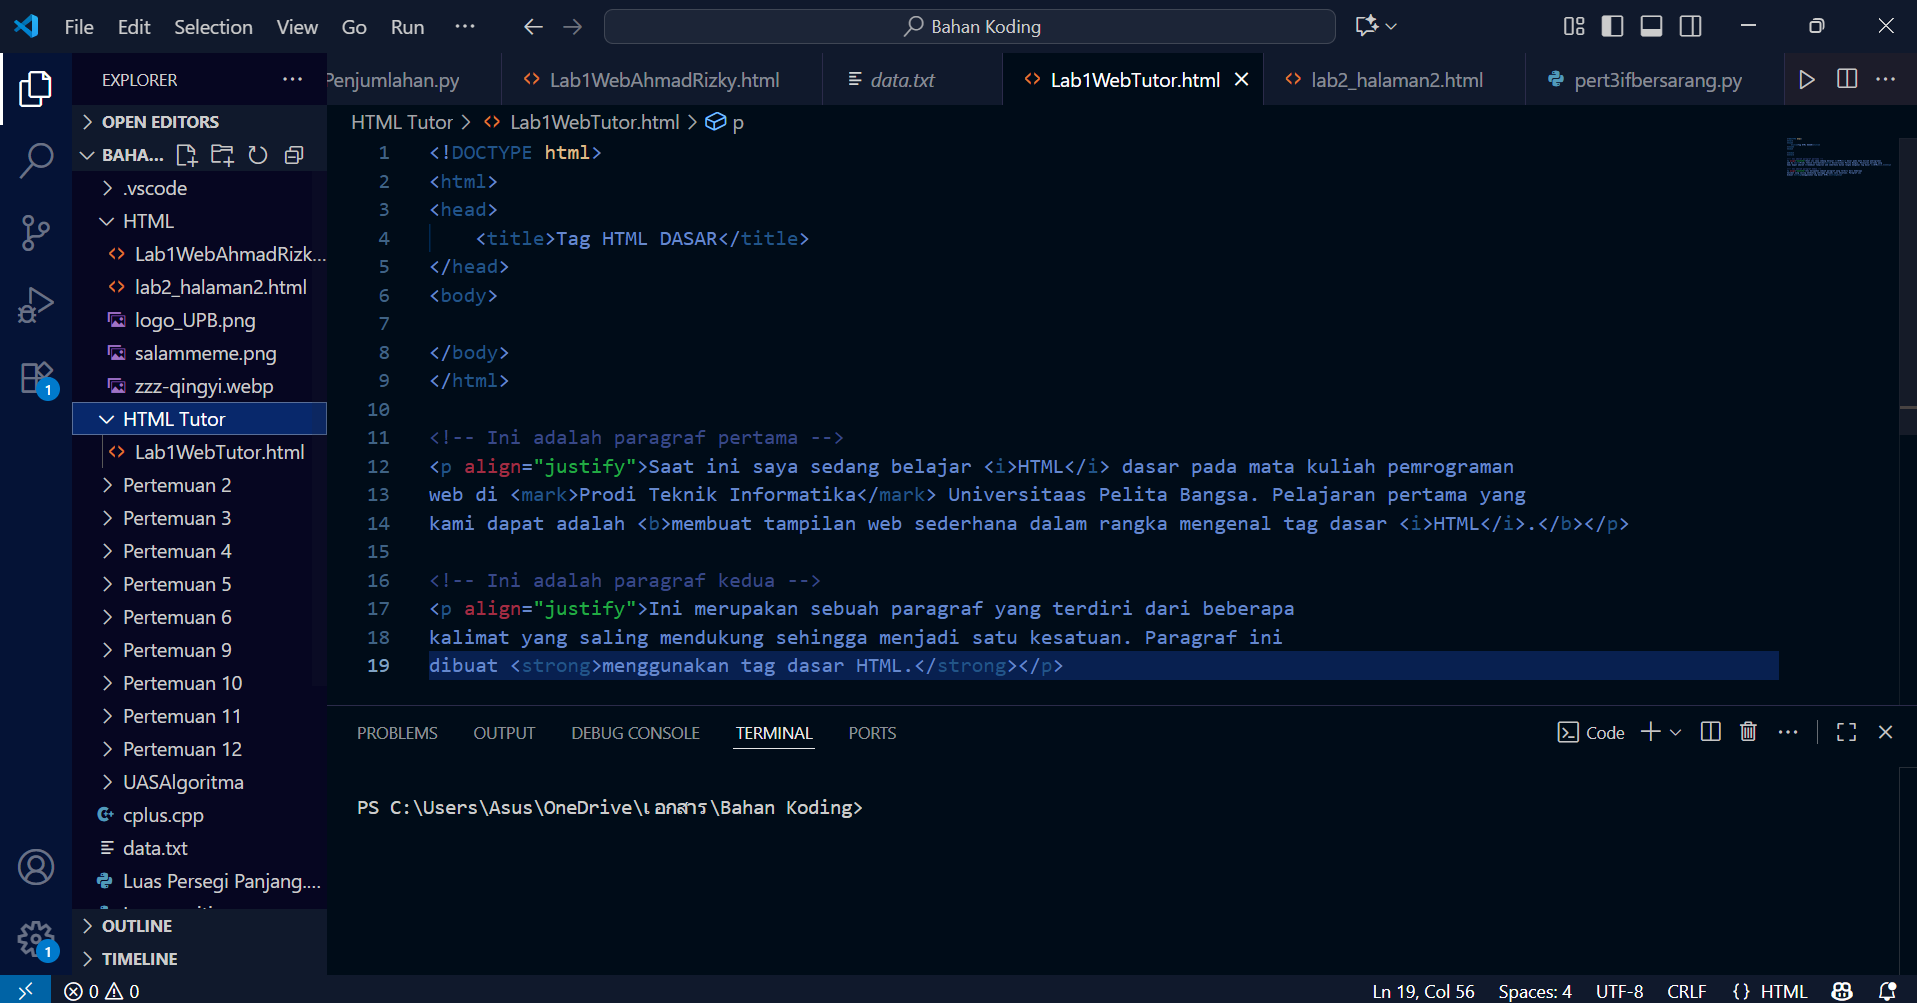 File Edit Selection View Go Run ··· Bahan Koding
EXPLORER ···
Penjumlahan.py Lab1WebAhmadRizky.html data.txt Lab1WebTutor.html lab2_halaman2.html pert3ifbersarang.py ···
OPEN EDITORS
BAHA...
.vscode
HTML
Lab1WebAhmadRizk...
lab2_halaman2.html
logo_UPB.png
salammeme.png
zzz-qingyi.webp
HTML Tutor
Lab1WebTutor.html
Pertemuan 2
Pertemuan 3
Pertemuan 4
Pertemuan 5
Pertemuan 6
Pertemuan 9
Pertemuan 10
Pertemuan 11
Pertemuan 12
UASAlgoritma
cplus.cpp
data.txt
Luas Persegi Panjang....
OUTLINE
TIMELINE
1
1
HTML Tutor > Lab1WebTutor.html > p
1 <!DOCTYPE html>
2 <html>
3 <head>
4 <title>Tag HTML DASAR</title>
5 </head>
6 <body>
7
8 </body>
9 </html>
10
11 <!-- Ini adalah paragraf pertama -->
12 <p align="justify">Saat ini saya sedang belajar <i>HTML</i> dasar pada mata kuliah pemrograman
13 web di <mark>Prodi Teknik Informatika</mark> Universitaas Pelita Bangsa. Pelajaran pertama yang
14 kami dapat adalah <b>membuat tampilan web sederhana dalam rangka mengenal tag dasar <i>HTML</i>.</b></p>
15
16 <!-- Ini adalah paragraf kedua -->
17 <p align="justify">Ini merupakan sebuah paragraf yang terdiri dari beberapa
18 kalimat yang saling mendukung sehingga menjadi satu kesatuan. Paragraf ini
19 dibuat <strong>menggunakan tag dasar HTML.</strong></p>
PROBLEMS OUTPUT DEBUG CONSOLE TERMINAL PORTS Code ···
PS C:\Users\Asus\OneDrive\เอกสาร\Bahan Koding>
0 0 Ln 19, Col 56 Spaces: 4 UTF-8 CRLF {} HTML